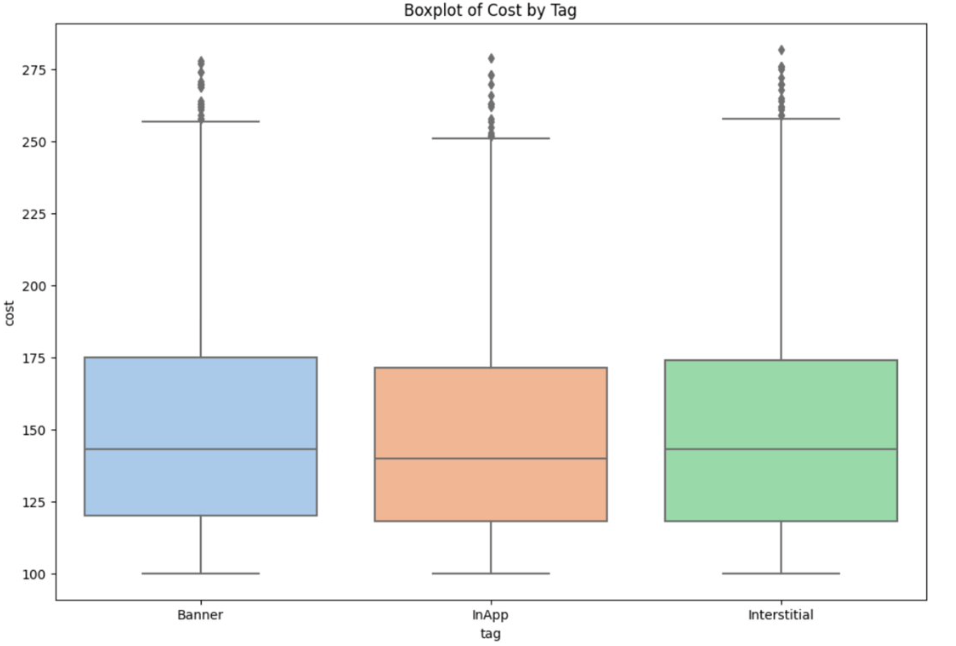 Boxplot of Cost by Tag
275
250
225
200
175
150
125
100
cost
Banner InApp Interstitial
tag